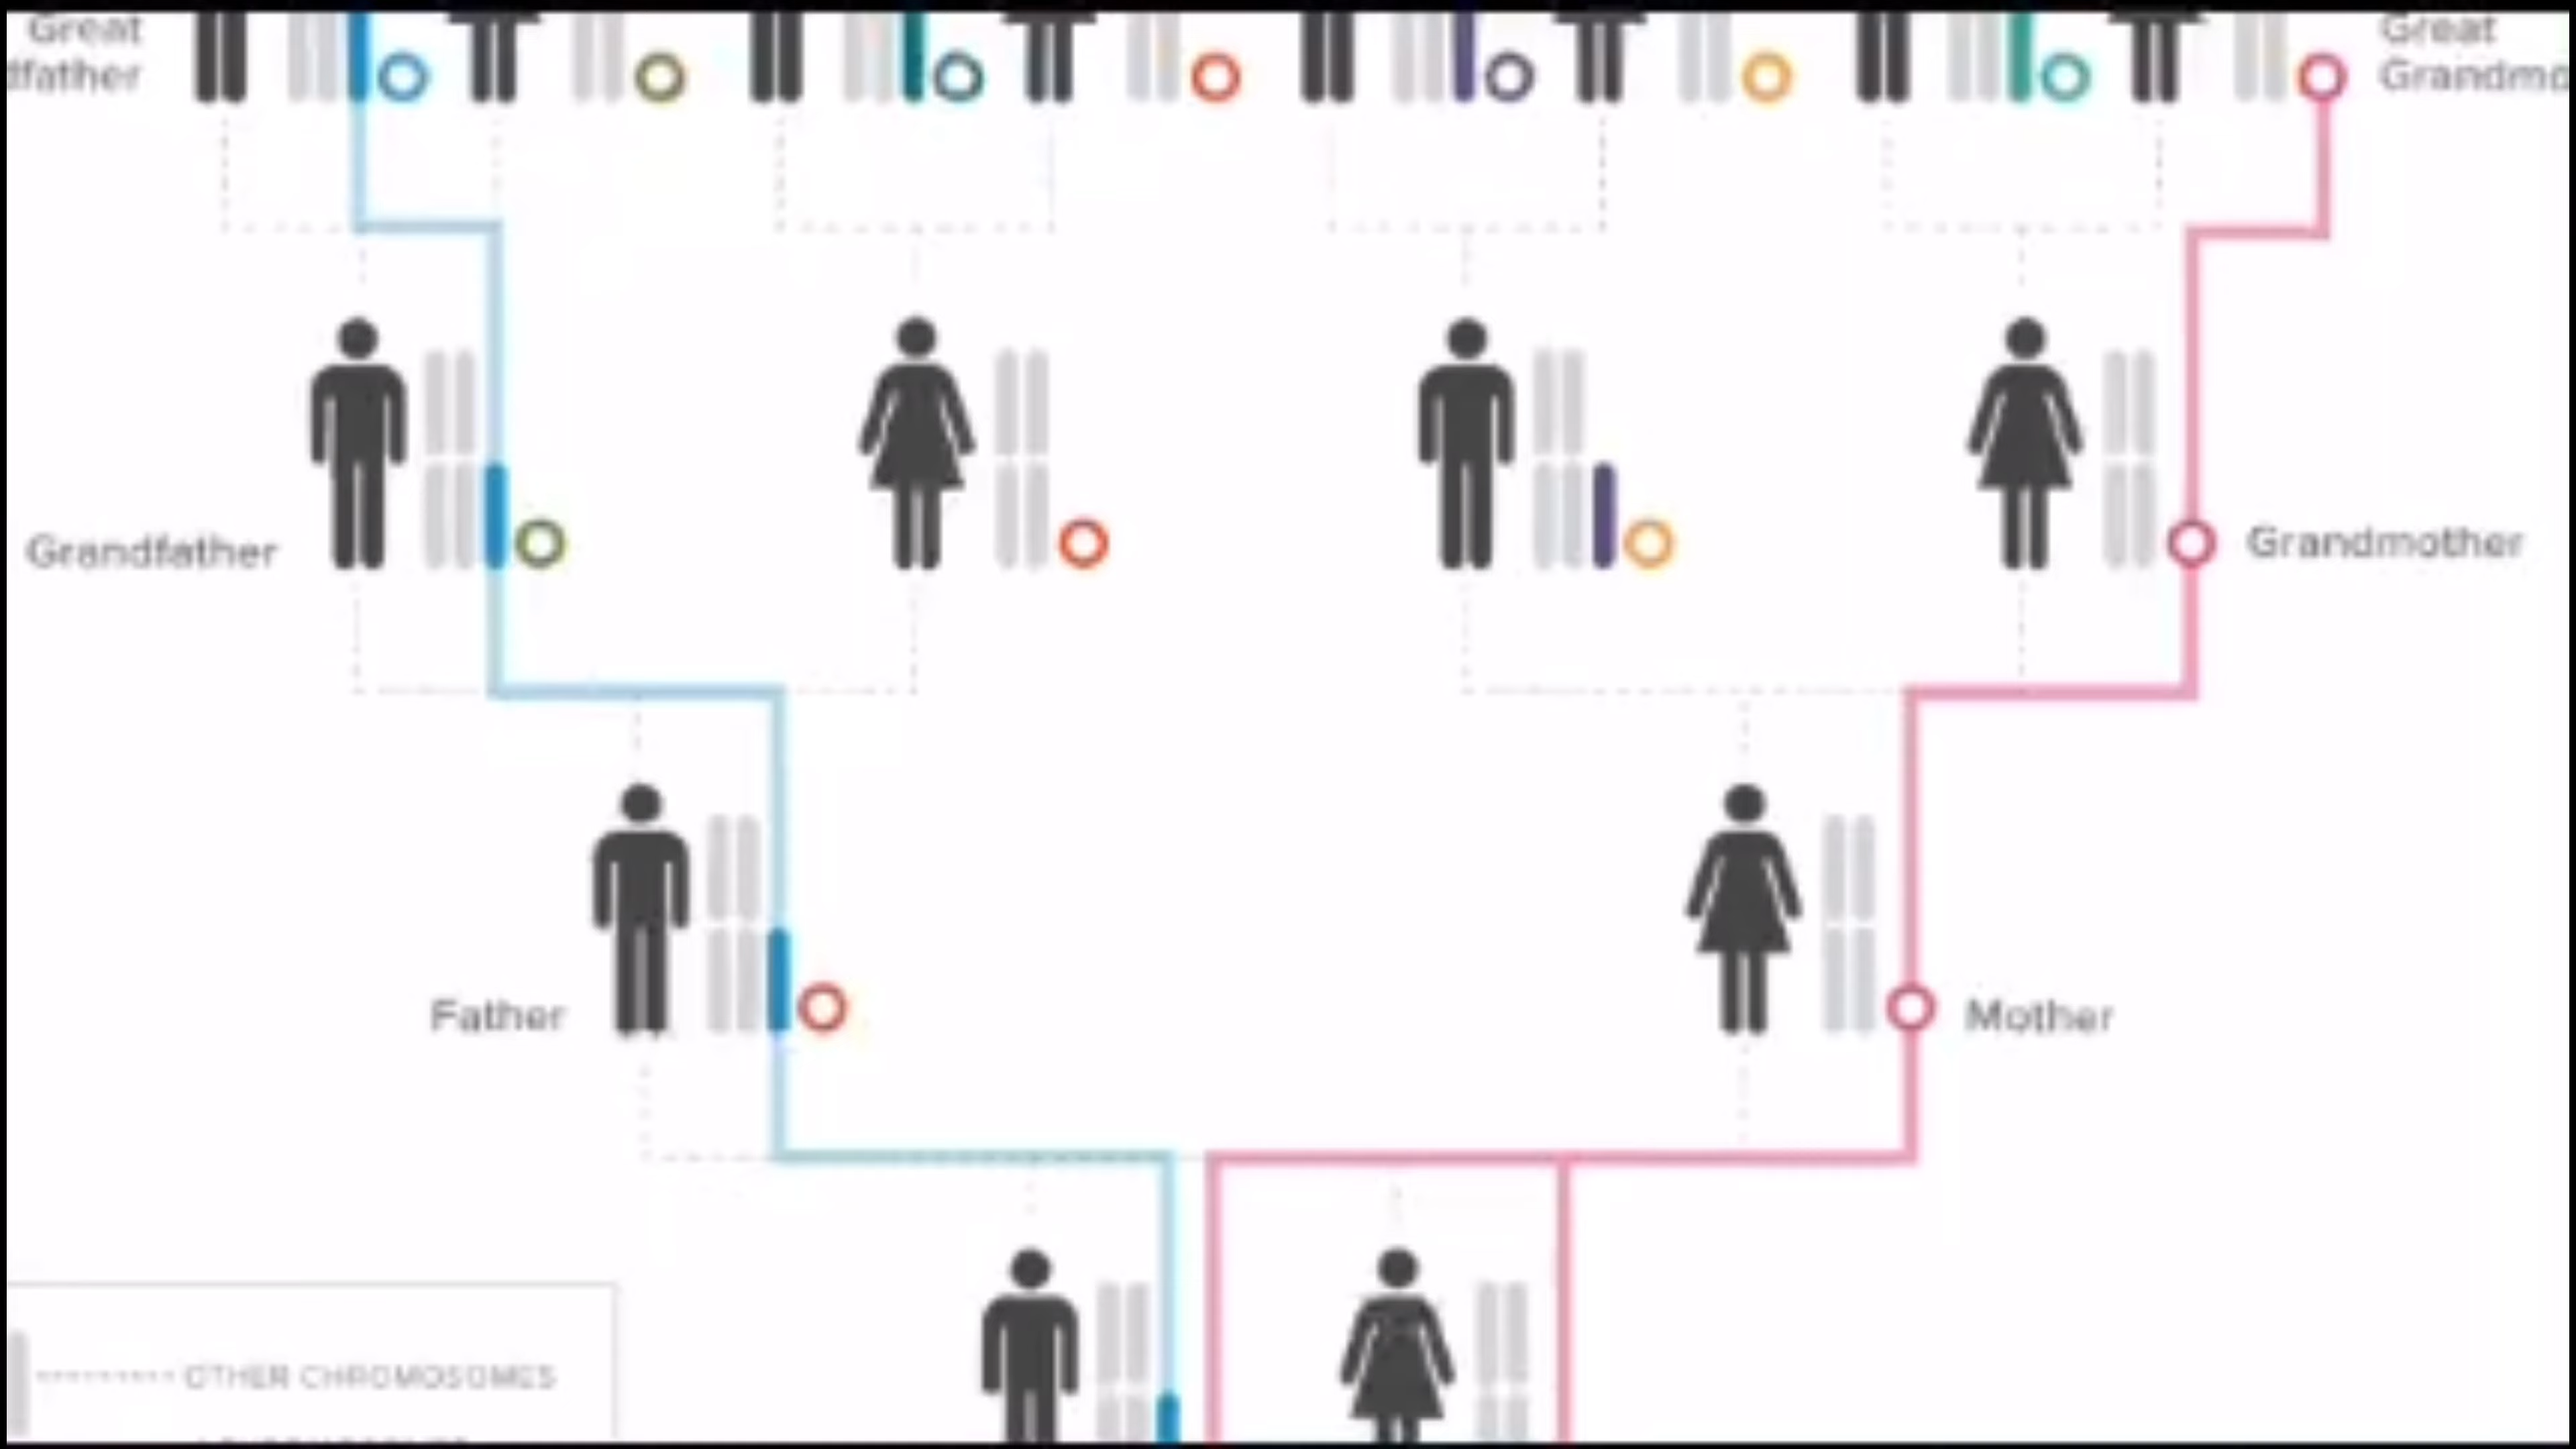 Great
dfather
Great
Grandmo
Grandfather
Grandmother
Father
Mother
OTHER CHROMOSOMES